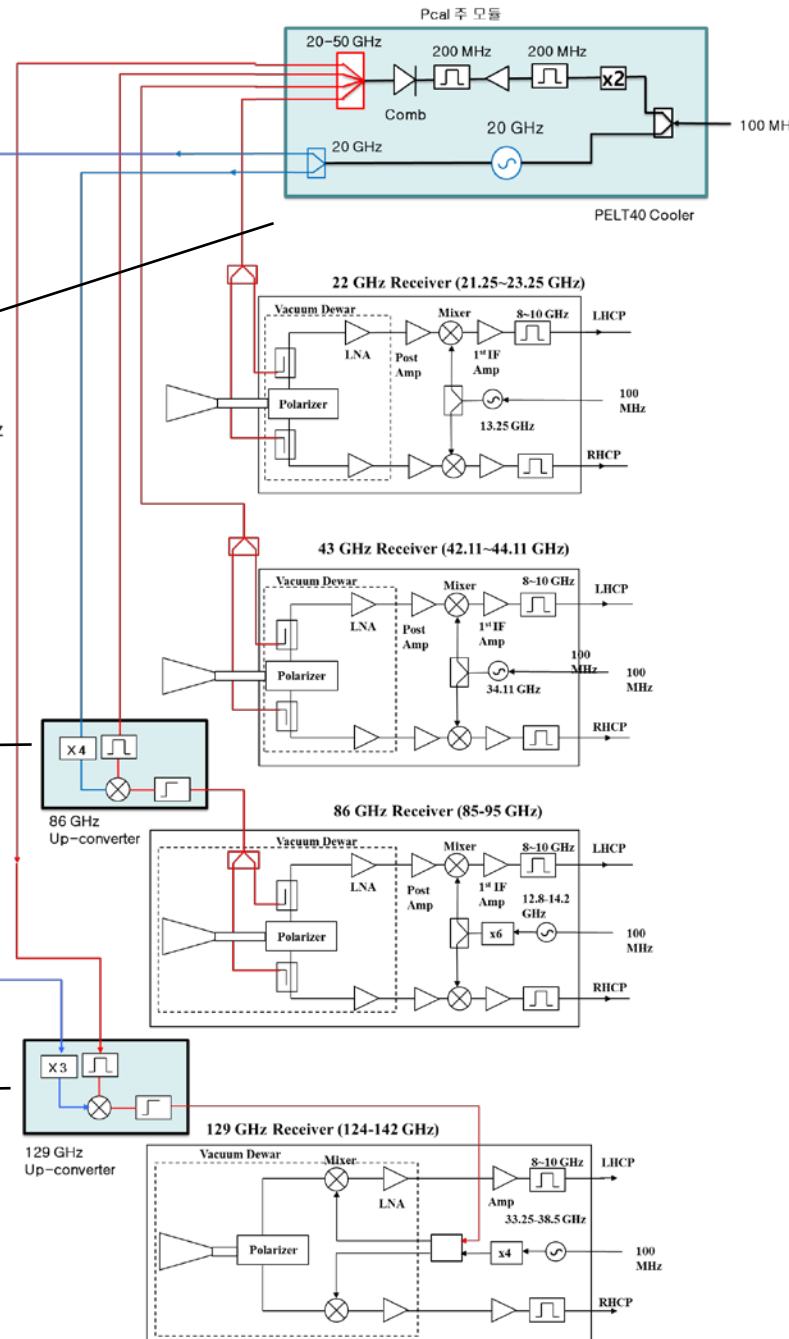 Pcal 주 모듈
20-50 GHz
200 MHz
200 MHz
x2
Comb
20 GHz
20 GHz
100 MH
PELT40 Cooler
22 GHz Receiver (21.25~23.25 GHz)
Vacuum Dewar
Mixer
8~10 GHz
LHCP
LNA
Post
Amp
1st IF
Amp
Polarizer
13.25 GHz
100
MHz
RHCP
z
43 GHz Receiver (42.11~44.11 GHz)
Vacuum Dewar
Mixer
8~10 GHz
LHCP
LNA
Post
Amp
1st IF
Amp
100
MHz
Polarizer
34.11 GHz
100
MHz
RHCP
X 4
86 GHz
Up-converter
86 GHz Receiver (85-95 GHz)
Vacuum Dewar
Mixer
8~10 GHz
LHCP
LNA
Post
Amp
1st IF
Amp
12.8-14.2
GHz
Polarizer
x6
100
MHz
RHCP
X 3
129 GHz
Up-converter
129 GHz Receiver (124-142 GHz)
Vacuum Dewar
Mixer
8~10 GHz
LHCP
LNA
Amp
33.25-38.5 GHz
Polarizer
x4
100
MHz
RHCP